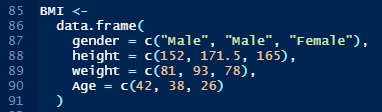 85 BMI <-
86 data.frame(
87 gender = c("Male", "Male", "Female"),
88 height = c(152, 171.5, 165),
89 weight = c(81, 93, 78),
90 Age = c(42, 38, 26)
91 )